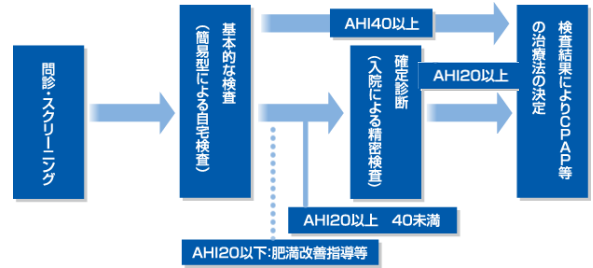 問診・スクリーニング
基本的な検査
（簡易型による自宅検査）
AHI40以上
確定診断
（入院による精密検査）
AHI20以上
検査結果によりCPAP等
の治療法の決定
AHI20以上　40未満
AHI20以下：肥満改善指導等